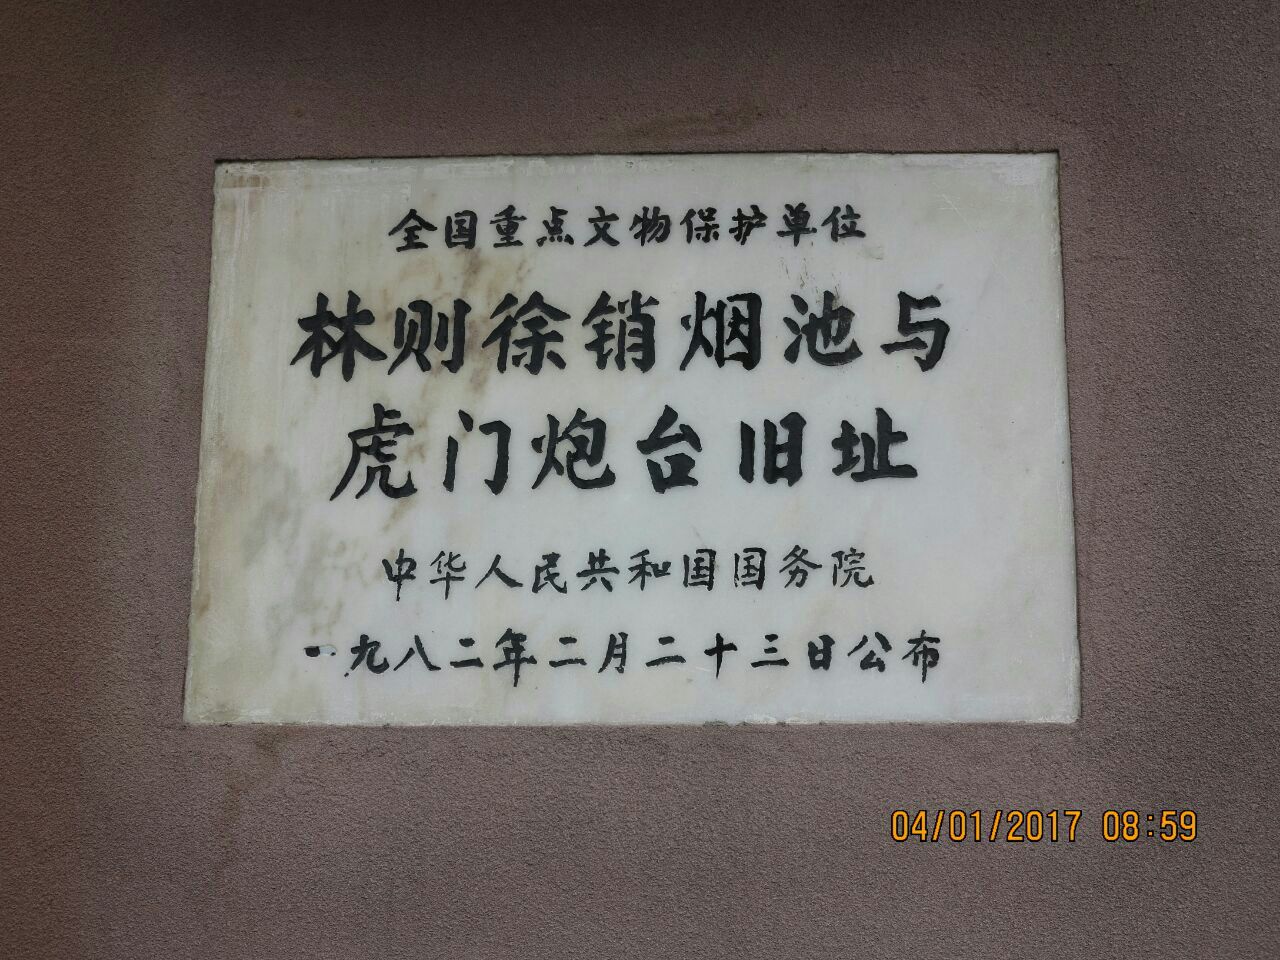 全国重点文物保护单位
林则徐销烟池与
虎门炮台旧址
中华人民共和国国务院
一九八二年二月二十三日公布
04/01/2017 08:59